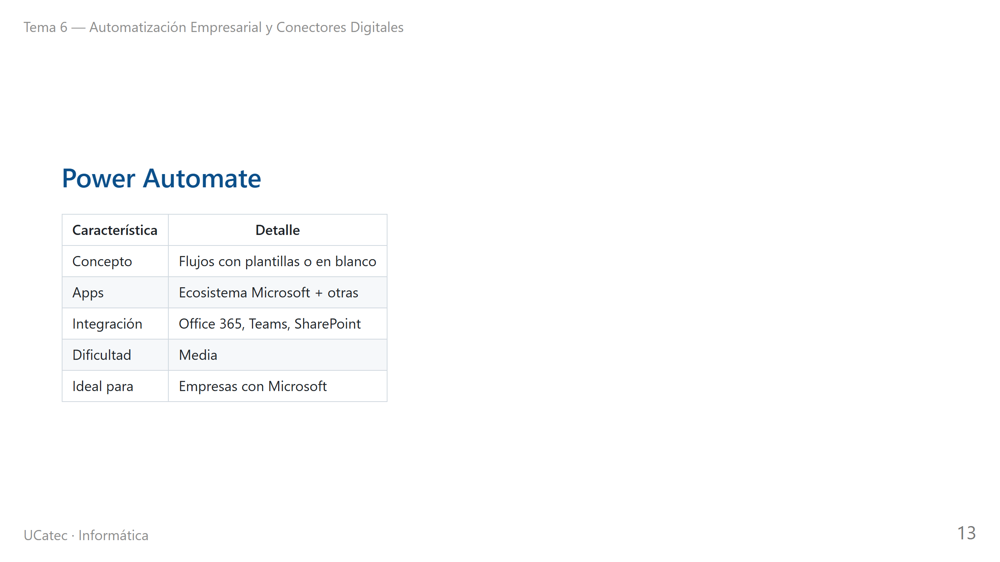 Tema 6 — Automatización Empresarial y Conectores Digitales
Power Automate
Característica Detalle
Concepto Flujos con plantillas o en blanco
Apps Ecosistema Microsoft + otras
Integración Office 365, Teams, SharePoint
Dificultad Media
Ideal para Empresas con Microsoft
UCatec · Informática
13